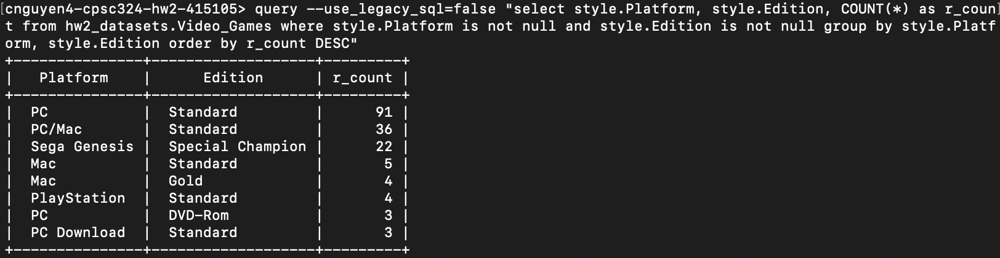 [cnguyen4-cpsc324-hw2-415105> query --use_legacy_sql=false "select style.Platform, style.Edition, COUNT(*) as r_coun]
t from hw2_datasets.Video_Games where style.Platform is not null and style.Edition is not null group by style.Platf
orm, style.Edition order by r_count DESC"
+---------------+-------------------+---------+
|   Platform    |      Edition      | r_count |
+---------------+-------------------+---------+
|  PC           |  Standard         |      91 |
|  PC/Mac       |  Standard         |      36 |
|  Sega Genesis |  Special Champion |      22 |
|  Mac          |  Standard         |       5 |
|  Mac          |  Gold             |       4 |
|  PlayStation  |  Standard         |       4 |
|  PC           |  DVD-Rom          |       3 |
|  PC Download  |  Standard         |       3 |
+---------------+-------------------+---------+